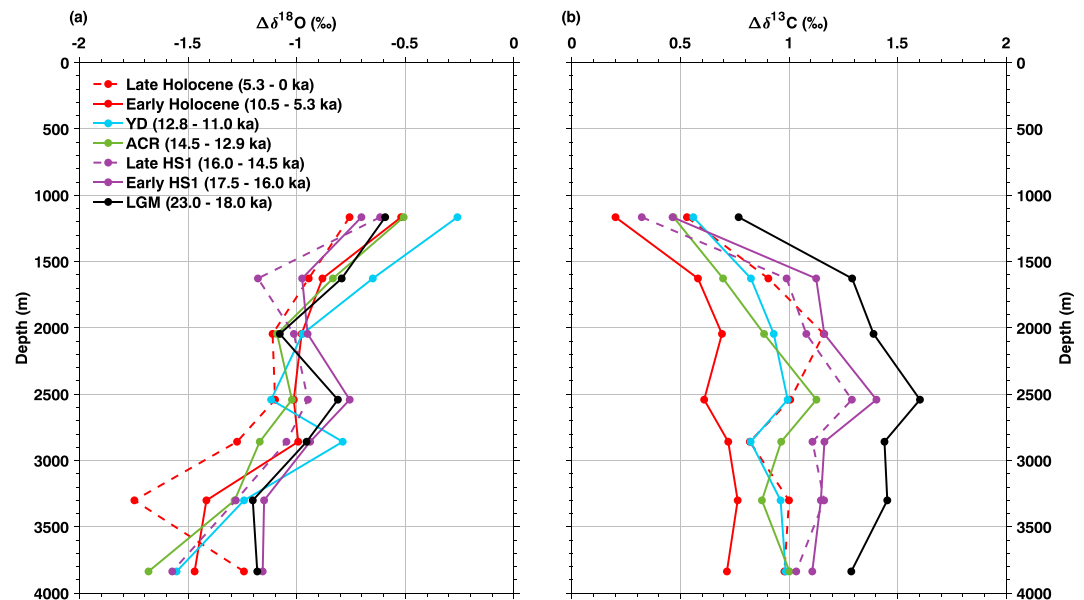 (a)
Δδ¹⁸O (‰)
-2 -1.5 -1 -0.5 0
0
500
1000
1500
2000
2500
3000
3500
4000
Depth (m)
Late Holocene (5.3 - 0 ka)
Early Holocene (10.5 - 5.3 ka)
YD (12.8 - 11.0 ka)
ACR (14.5 - 12.9 ka)
Late HS1 (16.0 - 14.5 ka)
Early HS1 (17.5 - 16.0 ka)
LGM (23.0 - 18.0 ka)
(b)
Δδ¹³C (‰)
0 0.5 1 1.5 2
0
500
1000
1500
2000
2500
3000
3500
4000
Depth (m)